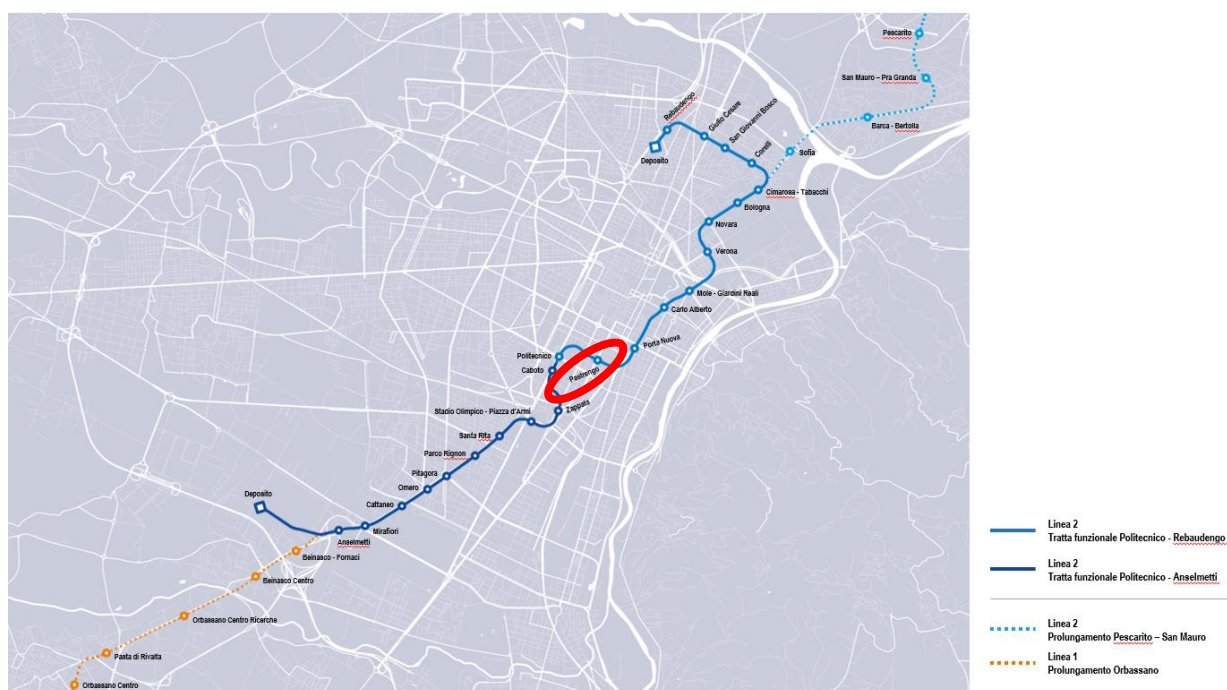 Pescarito
San Mauro – Pra Granda
Barca - Bertolla
Sofia
Rebaudengo
Giulio Cesare
San Giovanni Bosco
Corelli
Deposito
Cimarosa - Tabacchi
Bologna
Novara
Verona
Mole - Giardini Reali
Carlo Alberto
Porta Nuova
Politecnico
Pastrengo
Caboto
Zappata
Stadio Olimpico - Piazza d'Armi
Santa Rita
Parco Rignon
Pitagora
Omero
Cattaneo
Deposito
Mirafiori
Anselmetti
Beinasco - Fornaci
Beinasco Centro
Orbassano Centro Ricerche
Pasta di Rivalta
Orbassano Centro
Linea 2
Tratta funzionale Politecnico - Rebaudengo
Linea 2
Tratta funzionale Politecnico - Anselmetti
Linea 2
Prolungamento Pescarito – San Mauro
Linea 1
Prolungamento Orbassano